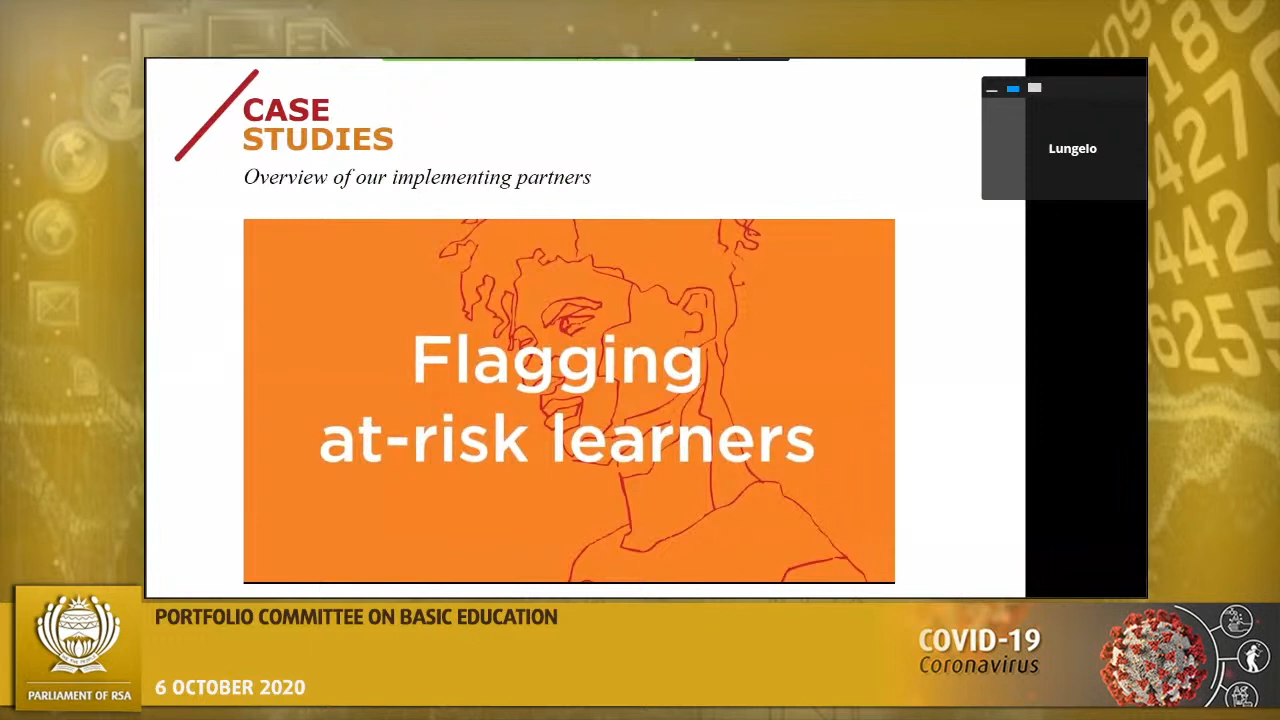 CASE
STUDIES
Overview of our implementing partners
Lungelo
Flagging
at-risk learners
PORTFOLIO COMMITTEE ON BASIC EDUCATION
6 OCTOBER 2020
PARLIAMENT OF RSA
COVID-19
Coronavirus
6255